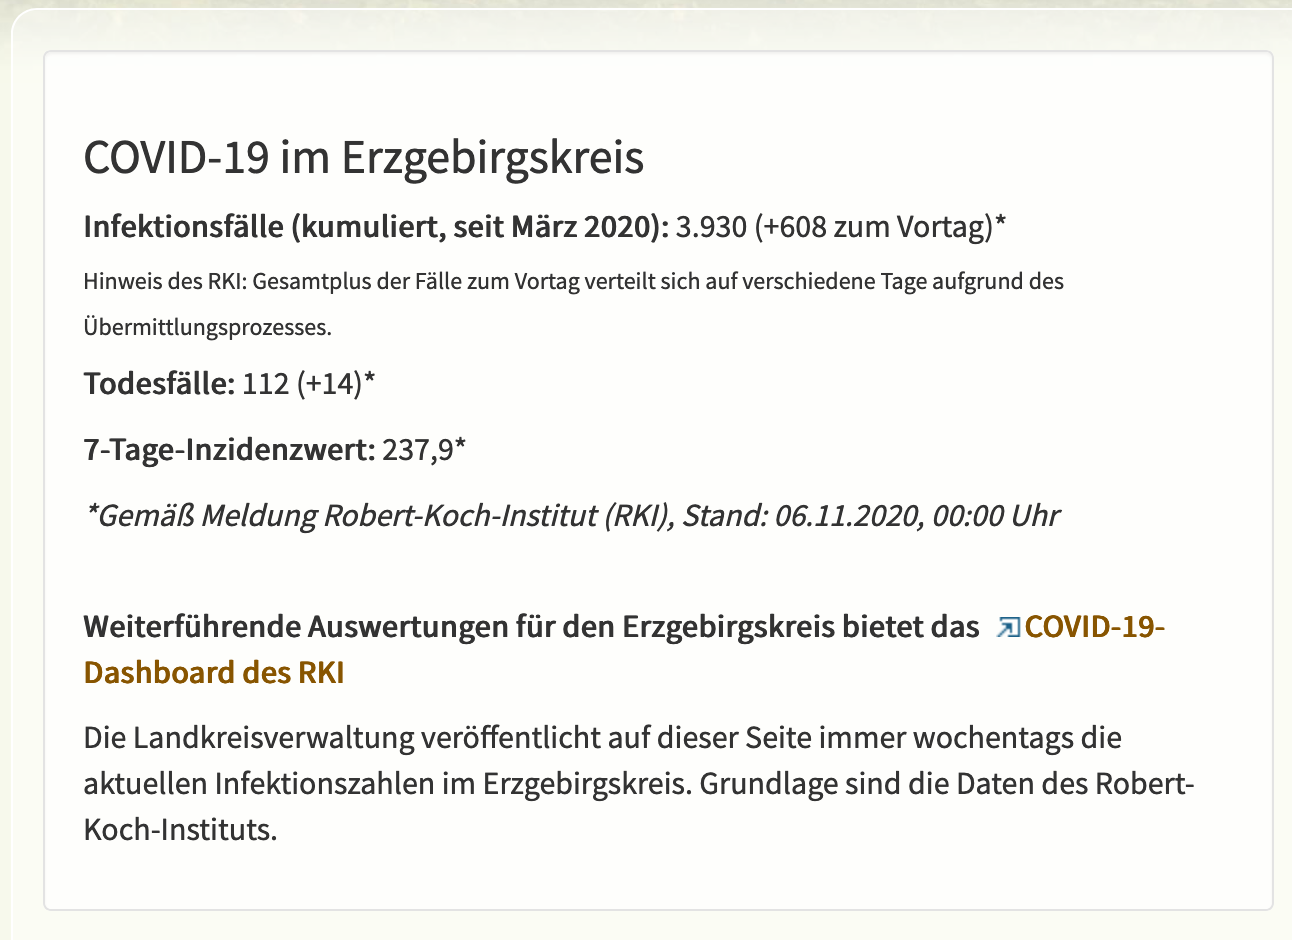 COVID-19 im Erzgebirgskreis
Infektionsfälle (kumuliert, seit März 2020): 3.930 (+608 zum Vortag)*
Hinweis des RKI: Gesamtplus der Fälle zum Vortag verteilt sich auf verschiedene Tage aufgrund des
Übermittlungsprozesses.
Todesfälle: 112 (+14)*
7-Tage-Inzidenzwert: 237,9*
*Gemäß Meldung Robert-Koch-Institut (RKI), Stand: 06.11.2020, 00:00 Uhr
Weiterführende Auswertungen für den Erzgebirgskreis bietet das COVID-19-
Dashboard des RKI
Die Landkreisverwaltung veröffentlicht auf dieser Seite immer wochentags die
aktuellen Infektionszahlen im Erzgebirgskreis. Grundlage sind die Daten des Robert-
Koch-Instituts.